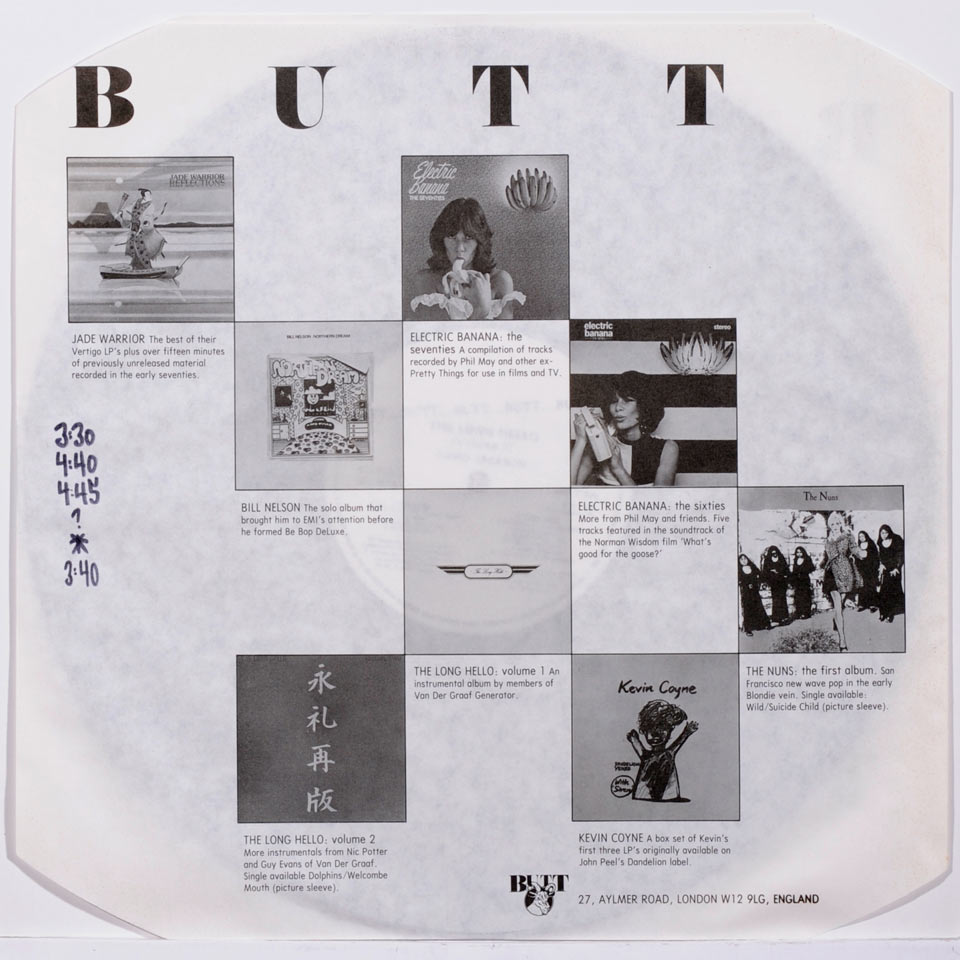 B U T T
JADE WARRIOR
REFLECTIONS
Electric
Banana
THE SEVENTIES
JADE WARRIOR The best of their
Vertigo LP's plus over fifteen minutes
of previously unreleased material
recorded in the early seventies.
BILL NELSON NORTHERN DREAM
ELECTRIC BANANA: the
seventies A compilation of tracks
recorded by Phil May and other ex-
Pretty Things for use in films and TV.
electric
banana
stereo
3:30
4:40
4:45
?
*
3:40
BILL NELSON The solo album that
brought him to EMI's attention before
he formed Be Bop DeLuxe.
The Long Hello
ELECTRIC BANANA: the sixties
More from Phil May and friends. Five
tracks featured in the soundtrack of
the Norman Wisdom film 'What's
good for the goose?'
The Nuns
永
礼
再
版
THE LONG HELLO: volume 1 An
instrumental album by members of
Van Der Graaf Generator.
Kevin Coyne
DANDELION
YEARS
THE NUNS: the first album. San
Francisco new wave pop in the early
Blondie vein. Single available:
Wild/Suicide Child (picture sleeve).
THE LONG HELLO: volume 2
More instrumentals from Nic Potter
and Guy Evans of Van Der Graaf.
Single available Dolphins/Welcombe
Mouth (picture sleeve).
KEVIN COYNE A box set of Kevin's
first three LP's originally available on
John Peel's Dandelion label.
BUTT
27, AYLMER ROAD, LONDON W12 9LG, ENGLAND